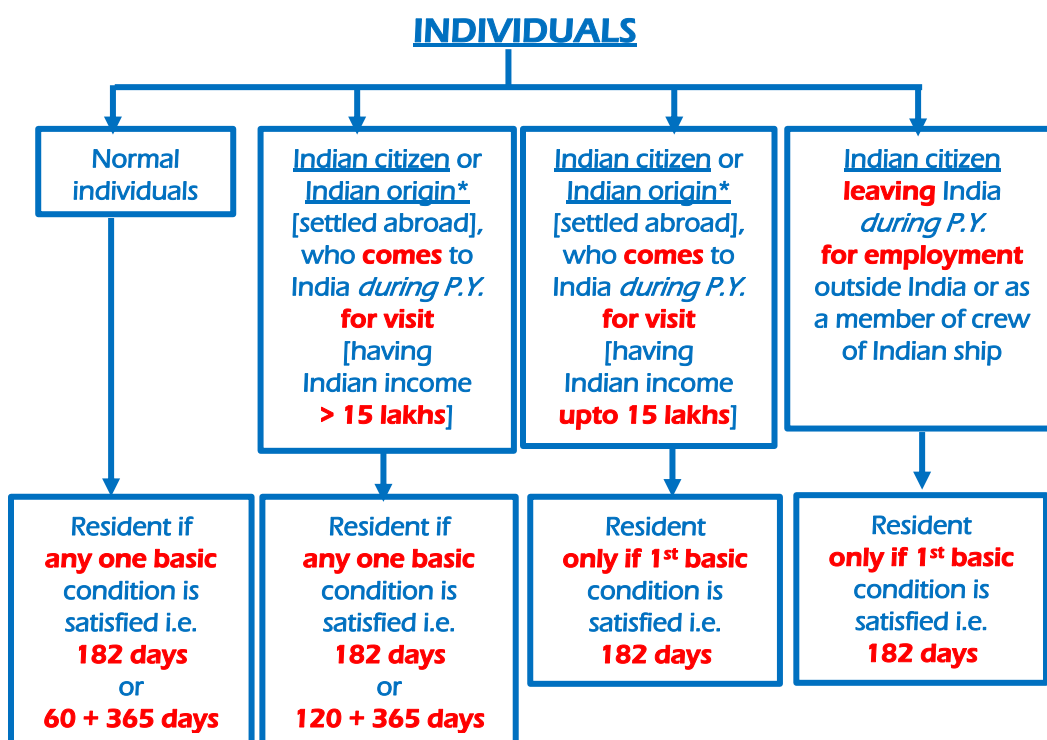 INDIVIDUALS
Normal
individuals
Indian citizen or
Indian origin*
[settled abroad],
who comes to
India during P.Y.
for visit
[having
Indian income
> 15 lakhs]
Indian citizen or
Indian origin*
[settled abroad],
who comes to
India during P.Y.
for visit
[having
Indian income
upto 15 lakhs]
Indian citizen
leaving India
during P.Y.
for employment
outside India or as
a member of crew
of Indian ship
Resident if
any one basic
condition is
satisfied i.e.
182 days
or
60 + 365 days
Resident if
any one basic
condition is
satisfied i.e.
182 days
or
120 + 365 days
Resident
only if 1st basic
condition is
satisfied i.e.
182 days
Resident
only if 1st basic
condition is
satisfied i.e.
182 days